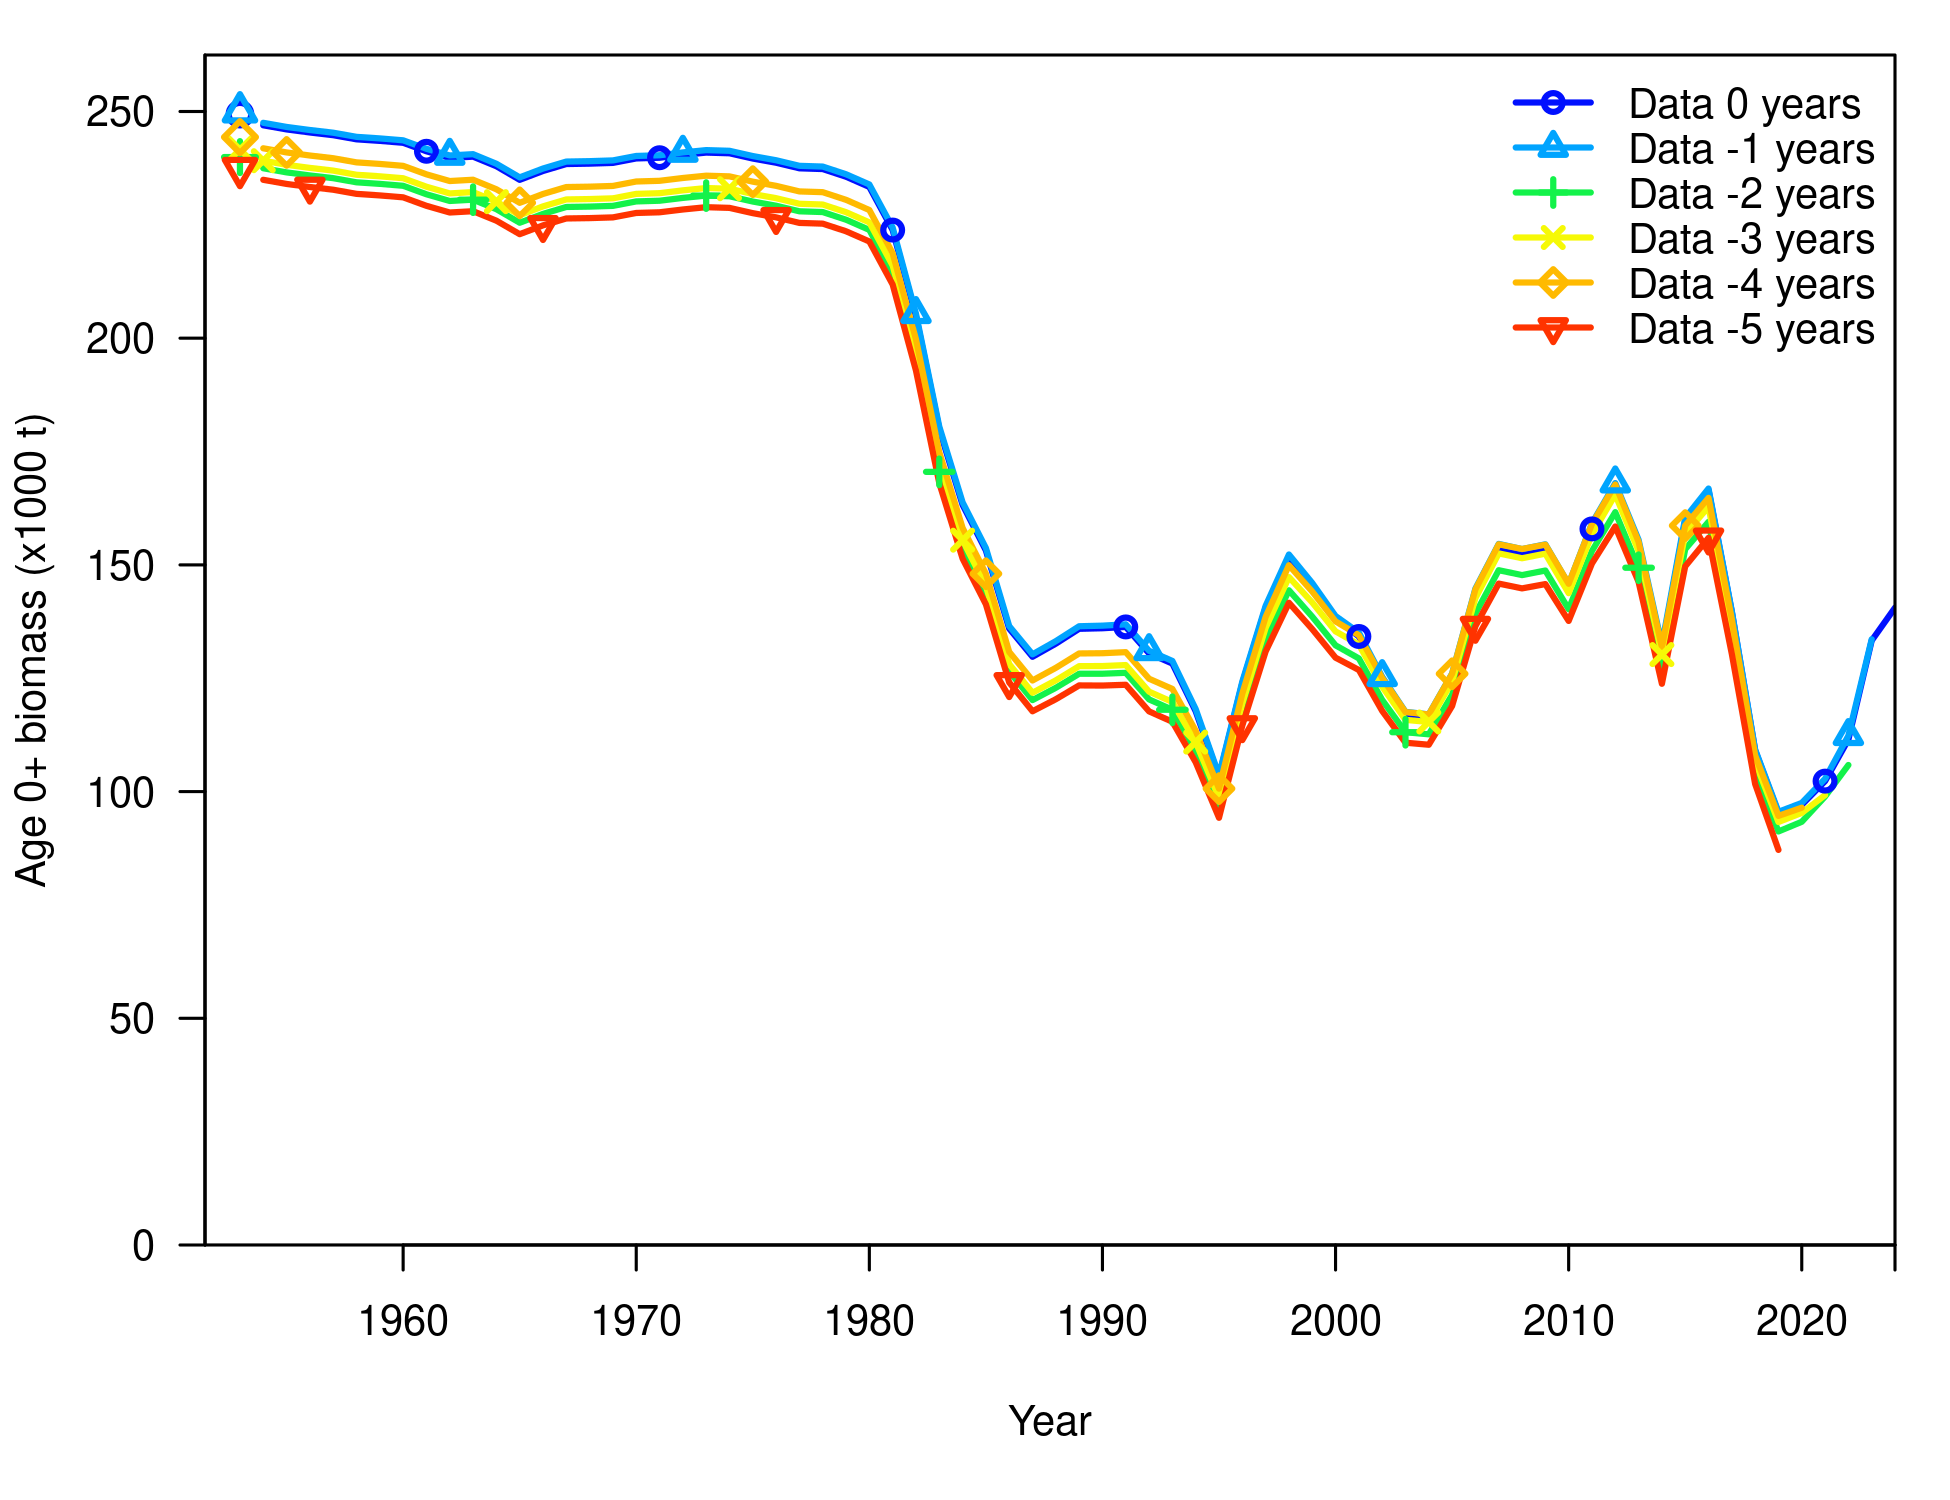 Data 0 years
Data -1 years
Data -2 years
Data -3 years
Data -4 years
Data -5 years
250
200
150
100
50
0
Age 0+ biomass (x1000 t)
1960 1970 1980 1990 2000 2010 2020
Year